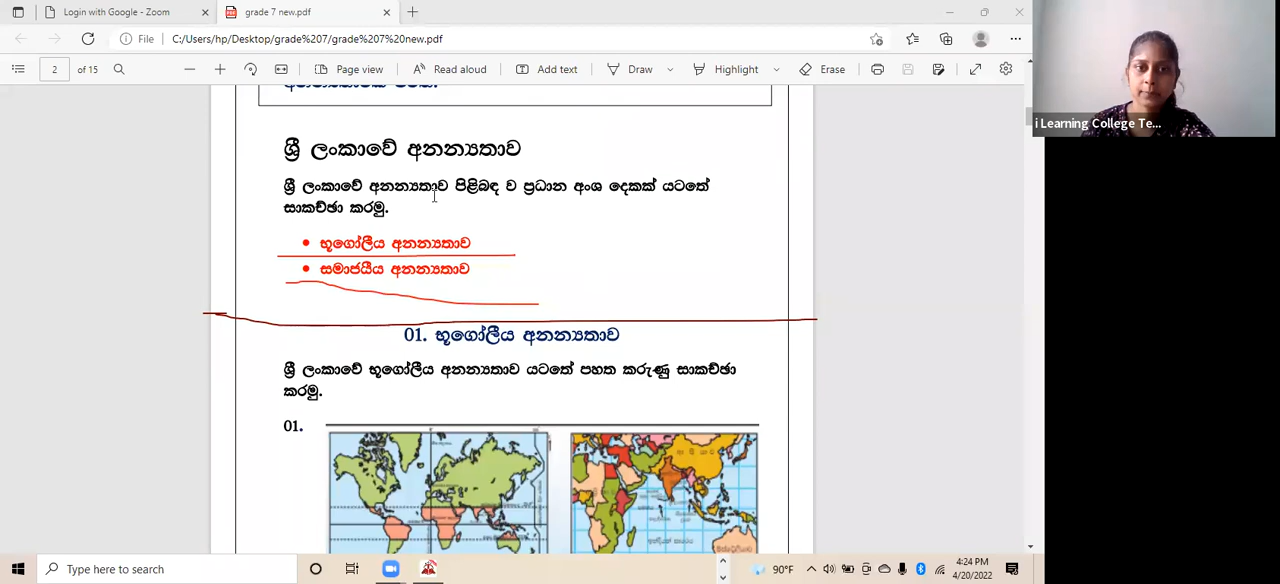 Login with Google - Zoom
grade 7 new.pdf
File
C:/Users/hp/Desktop/grade%207/grade%207%20new.pdf
2 of 15
Page view
Read aloud
Add text
Draw
Highlight
Erase
i Learning College Te...
ශ්‍රී ලංකාවේ අනන්‍යතාව
ශ්‍රී ලංකාවේ අනන්‍යතාව පිළිබඳ ව ප්‍රධාන අංශ දෙකක් යටතේ
සාකච්ඡා කරමු.
• භූගෝලීය අනන්‍යතාව
• සමාජයීය අනන්‍යතාව
01. භූගෝලීය අනන්‍යතාව
ශ්‍රී ලංකාවේ භූගෝලීය අනන්‍යතාව යටතේ පහත කරුණු සාකච්ඡා
කරමු.
01.
Type here to search
90°F
4:24 PM
4/20/2022